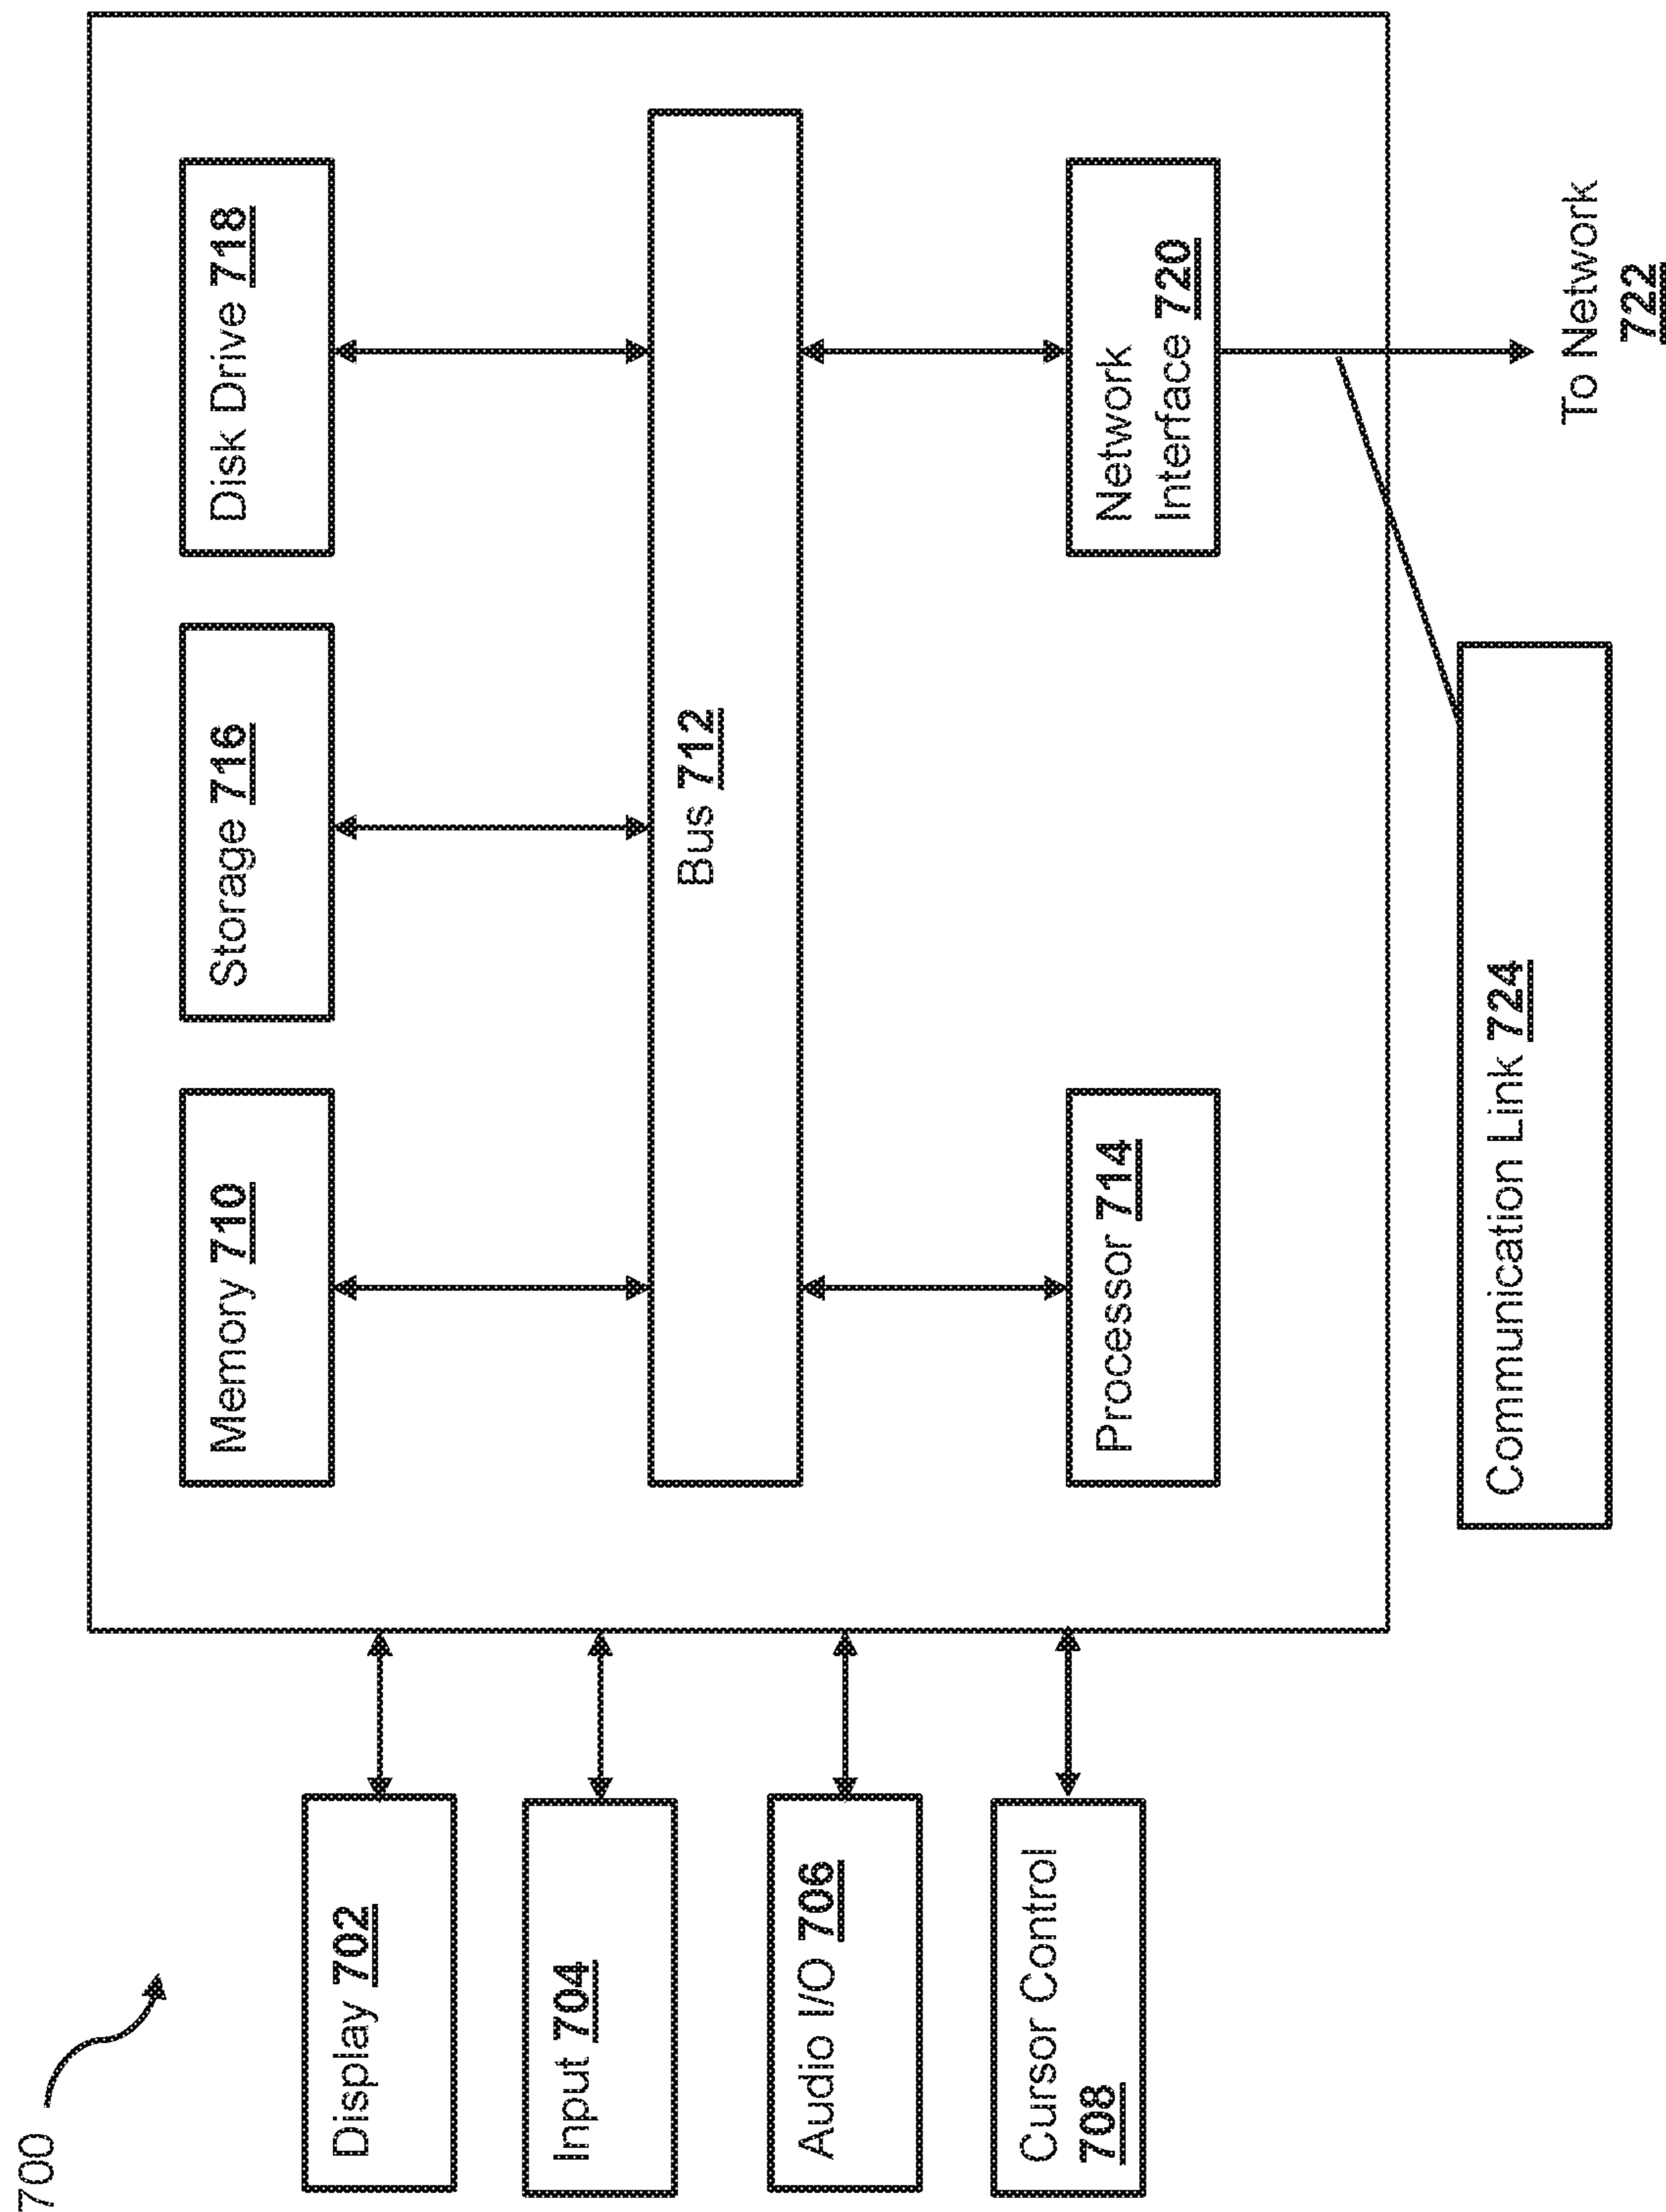 700
Display 702
Input 704
Audio I/O 706
Cursor Control
708
Memory 710
Storage 716
Disk Drive 718
Bus 712
Processor 714
Network
Interface 720
Communication Link 724
To Network
722